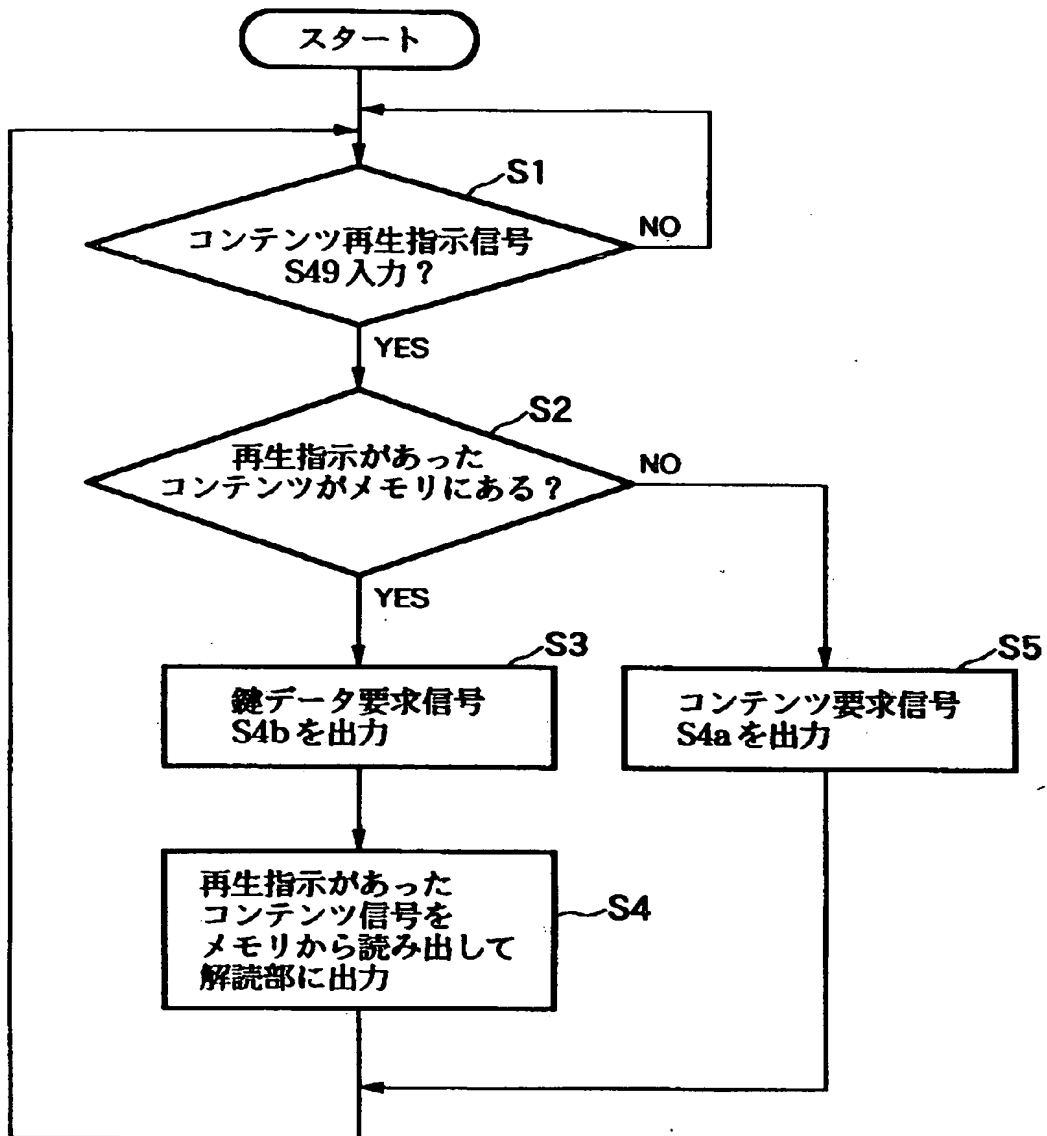 スタート
S1
コンテンツ再生指示信号
S49入力？
NO
YES
S2
再生指示があった
コンテンツがメモリにある？
NO
YES
S3
鍵データ要求信号
S4bを出力
S5
コンテンツ要求信号
S4aを出力
再生指示があった
コンテンツ信号を
メモリから読み出して
解読部に出力
S4